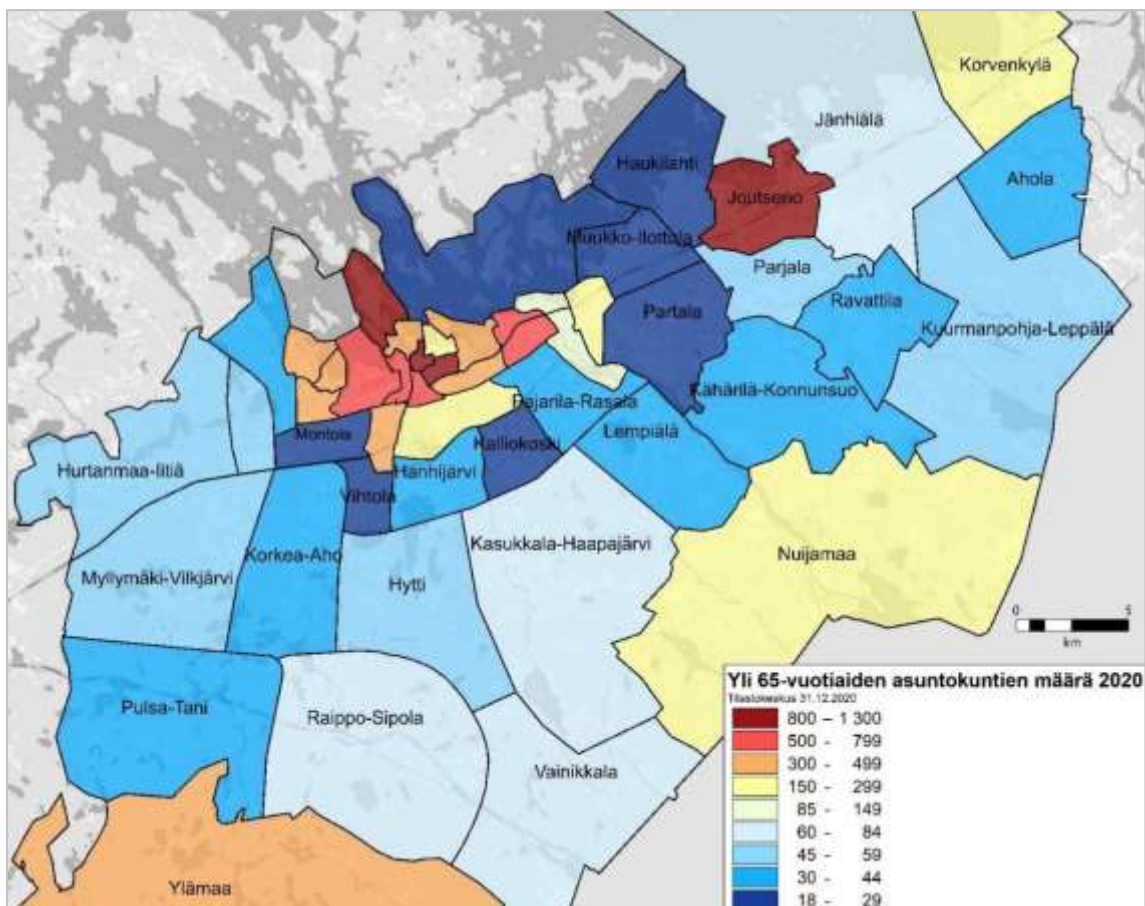 Korvenkylä
Jänhiälä
Haukilahti
Ahola
Joutseno
Muukko-Ilottola
Parjala
Ravattila
Partala
Kuurmanpohja-Leppälä
Kähärilä-Konnunsuo
Pajarila-Rasala
Lempiälä
Montola
Kalliokoski
Hurtanmaa-Iitiä
Hanhijärvi
Vihtola
Kasukkala-Haapajärvi
Nuijamaa
Korkea-Aho
Myllymäki-Vilkjärvi
Hytti
0 5
km
Yli 65-vuotiaiden asuntokuntien määrä 2020
Tilastokeskus 31.12.2020
Pulsa-Tani
Raippo-Sipola
Vainikkala
Ylämaa
800 – 1 300
500 - 799
300 - 499
150 - 299
85 - 149
60 - 84
45 - 59
30 - 44
18 - 29